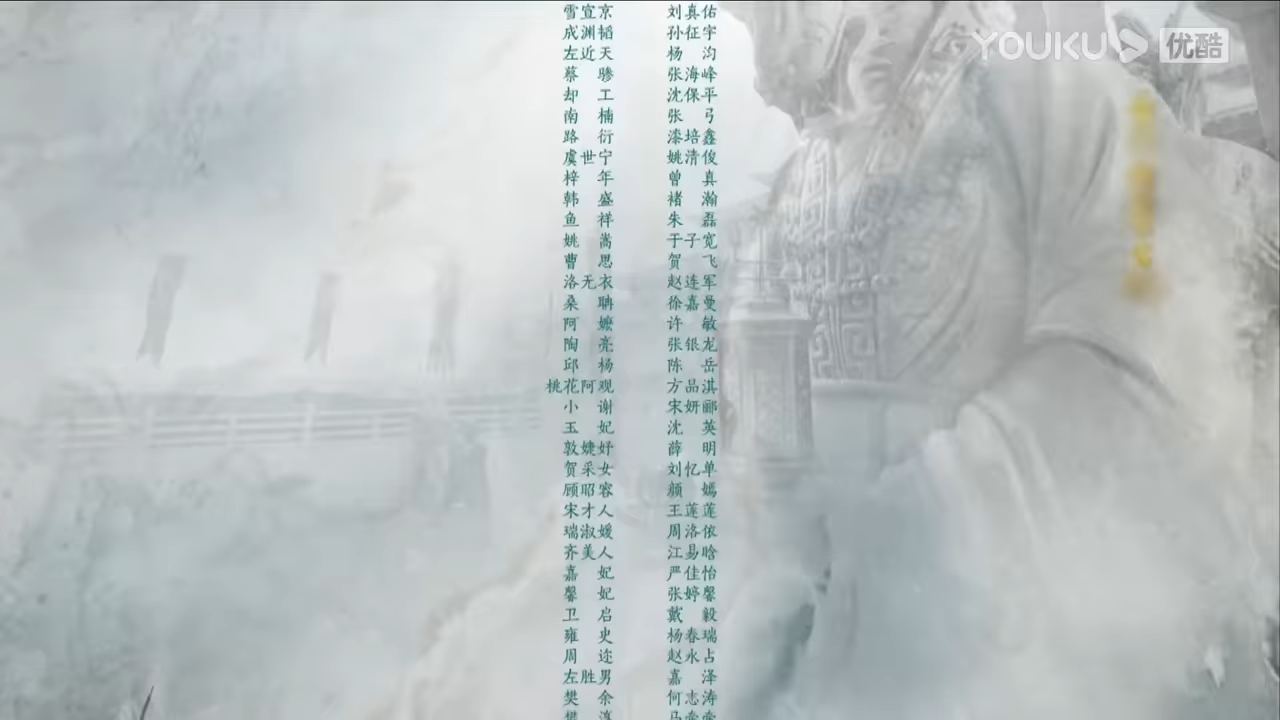 YOUKU 优酷
雪宣京 刘真佑
成渊韬 孙征宇
左近天 杨 沟
蔡 骖 张海峰
却 工 沈保平
南 楠 张 弓
路 衍 漆培鑫
虞世宁 姚清俊
梓 年 曾 真
韩 盛 褚 瀚
鱼 祥 朱 磊
姚 嵩 于子宽
曹 思 贺 飞
洛无衣 赵连军
桑 聃 徐嘉曼
阿 嬷 许 敏
陶 亮 张银龙
邱 杨 陈 岳
桃花阿观 方品淇
小 谢 宋妍郦
玉 妃 沈 英
敦婕妤 薛 明
贺采女 刘忆单
顾昭容 颜 嫣
宋才人 王莲莲
瑞淑媛 周洛依
齐美人 江易晗
嘉 妃 严佳怡
馨 妃 张婷馨
卫 启 戴 毅
雍 史 杨春瑞
周 迩 赵永占
左胜男 嘉 泽
樊 余 何志涛